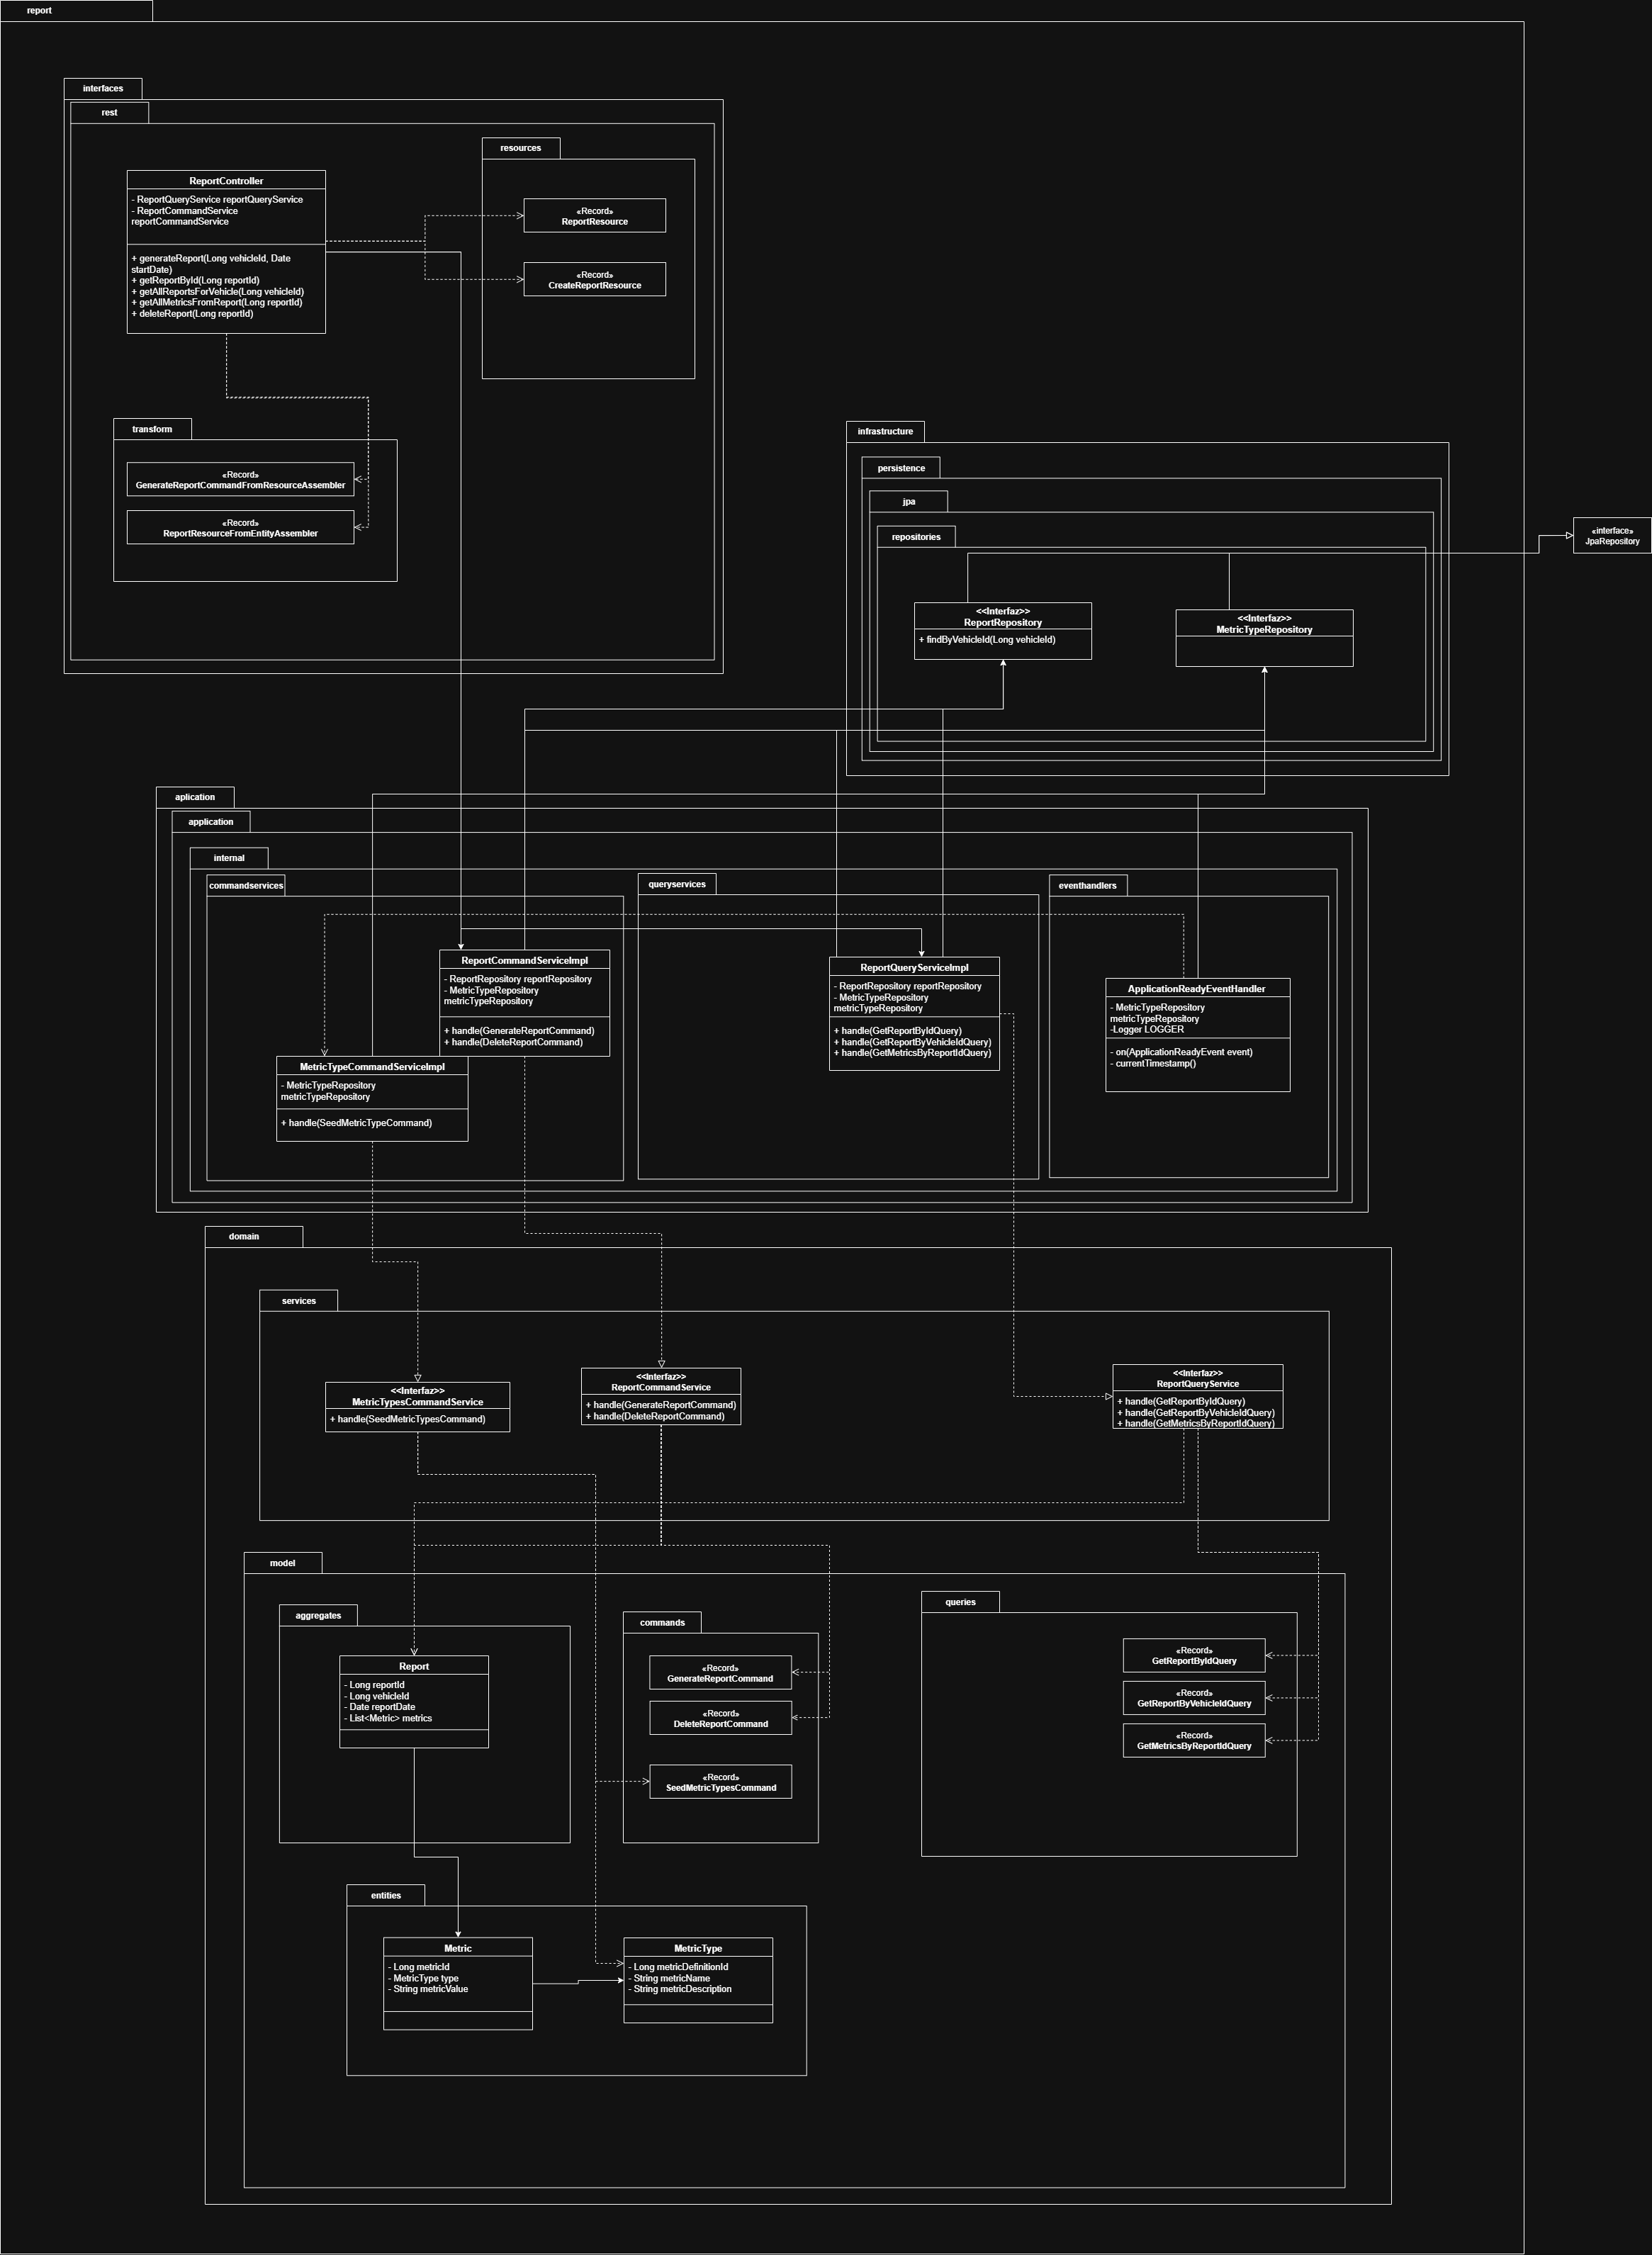 report
interfaces
rest
resources
ReportController
- ReportQueryService reportQueryService
- ReportCommandService
reportCommandService
+ generateReport(Long vehicleId, Date
startDate)
+ getReportById(Long reportId)
+ getAllReportsForVehicle(Long vehicleId)
+ getAllMetricsFromReport(Long reportId)
+ deleteReport(Long reportId)
«Record»
ReportResource
«Record»
CreateReportResource
transform
«Record»
GenerateReportCommandFromResourceAssembler
«Record»
ReportResourceFromEntityAssembler
infrastructure
persistence
jpa
repositories
«interface»
JpaRepository
<<Interfaz>>
ReportRepository
+ findByVehicleId(Long vehicleId)
<<Interfaz>>
MetricTypeRepository
aplication
application
internal
commandservices
queryservices
eventhandlers
ReportCommandServiceImpl
- ReportRepository reportRepository
- MetricTypeRepository
metricTypeRepository
+ handle(GenerateReportCommand)
+ handle(DeleteReportCommand)
MetricTypeCommandServiceImpl
- MetricTypeRepository
metricTypeRepository
+ handle(SeedMetricTypeCommand)
ReportQueryServiceImpl
- ReportRepository reportRepository
- MetricTypeRepository
metricTypeRepository
+ handle(GetReportByIdQuery)
+ handle(GetReportByVehicleIdQuery)
+ handle(GetMetricsByReportIdQuery)
ApplicationReadyEventHandler
- MetricTypeRepository
metricTypeRepository
-Logger LOGGER
- on(ApplicationReadyEvent event)
- currentTimestamp()
domain
services
<<Interfaz>>
MetricTypesCommandService
+ handle(SeedMetricTypesCommand)
<<Interfaz>>
ReportCommandService
+ handle(GenerateReportCommand)
+ handle(DeleteReportCommand)
<<Interfaz>>
ReportQueryService
+ handle(GetReportByIdQuery)
+ handle(GetReportByVehicleIdQuery)
+ handle(GetMetricsByReportIdQuery)
model
aggregates
Report
- Long reportId
- Long vehicleId
- Date reportDate
- List<Metric> metrics
commands
«Record»
GenerateReportCommand
«Record»
DeleteReportCommand
«Record»
SeedMetricTypesCommand
queries
«Record»
GetReportByIdQuery
«Record»
GetReportByVehicleIdQuery
«Record»
GetMetricsByReportIdQuery
entities
Metric
- Long metricId
- MetricType type
- String metricValue
MetricType
- Long metricDefinitionId
- String metricName
- String metricDescription